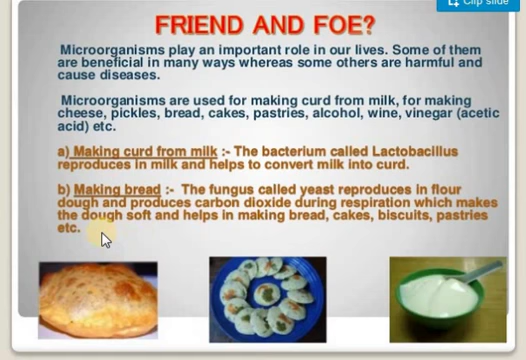 Clip slide
FRIEND AND FOE?
Microorganisms play an important role in our lives. Some of them
are beneficial in many ways whereas some others are harmful and
cause diseases.
Microorganisms are used for making curd from milk, for making
cheese, pickles, bread, cakes, pastries, alcohol, wine, vinegar (acetic
acid) etc.
a) Making curd from milk :- The bacterium called Lactobacillus
reproduces in milk and helps to convert milk into curd.
b) Making bread :- The fungus called yeast reproduces in flour
dough and produces carbon dioxide during respiration which makes
the dough soft and helps in making bread, cakes, biscuits, pastries
etc.